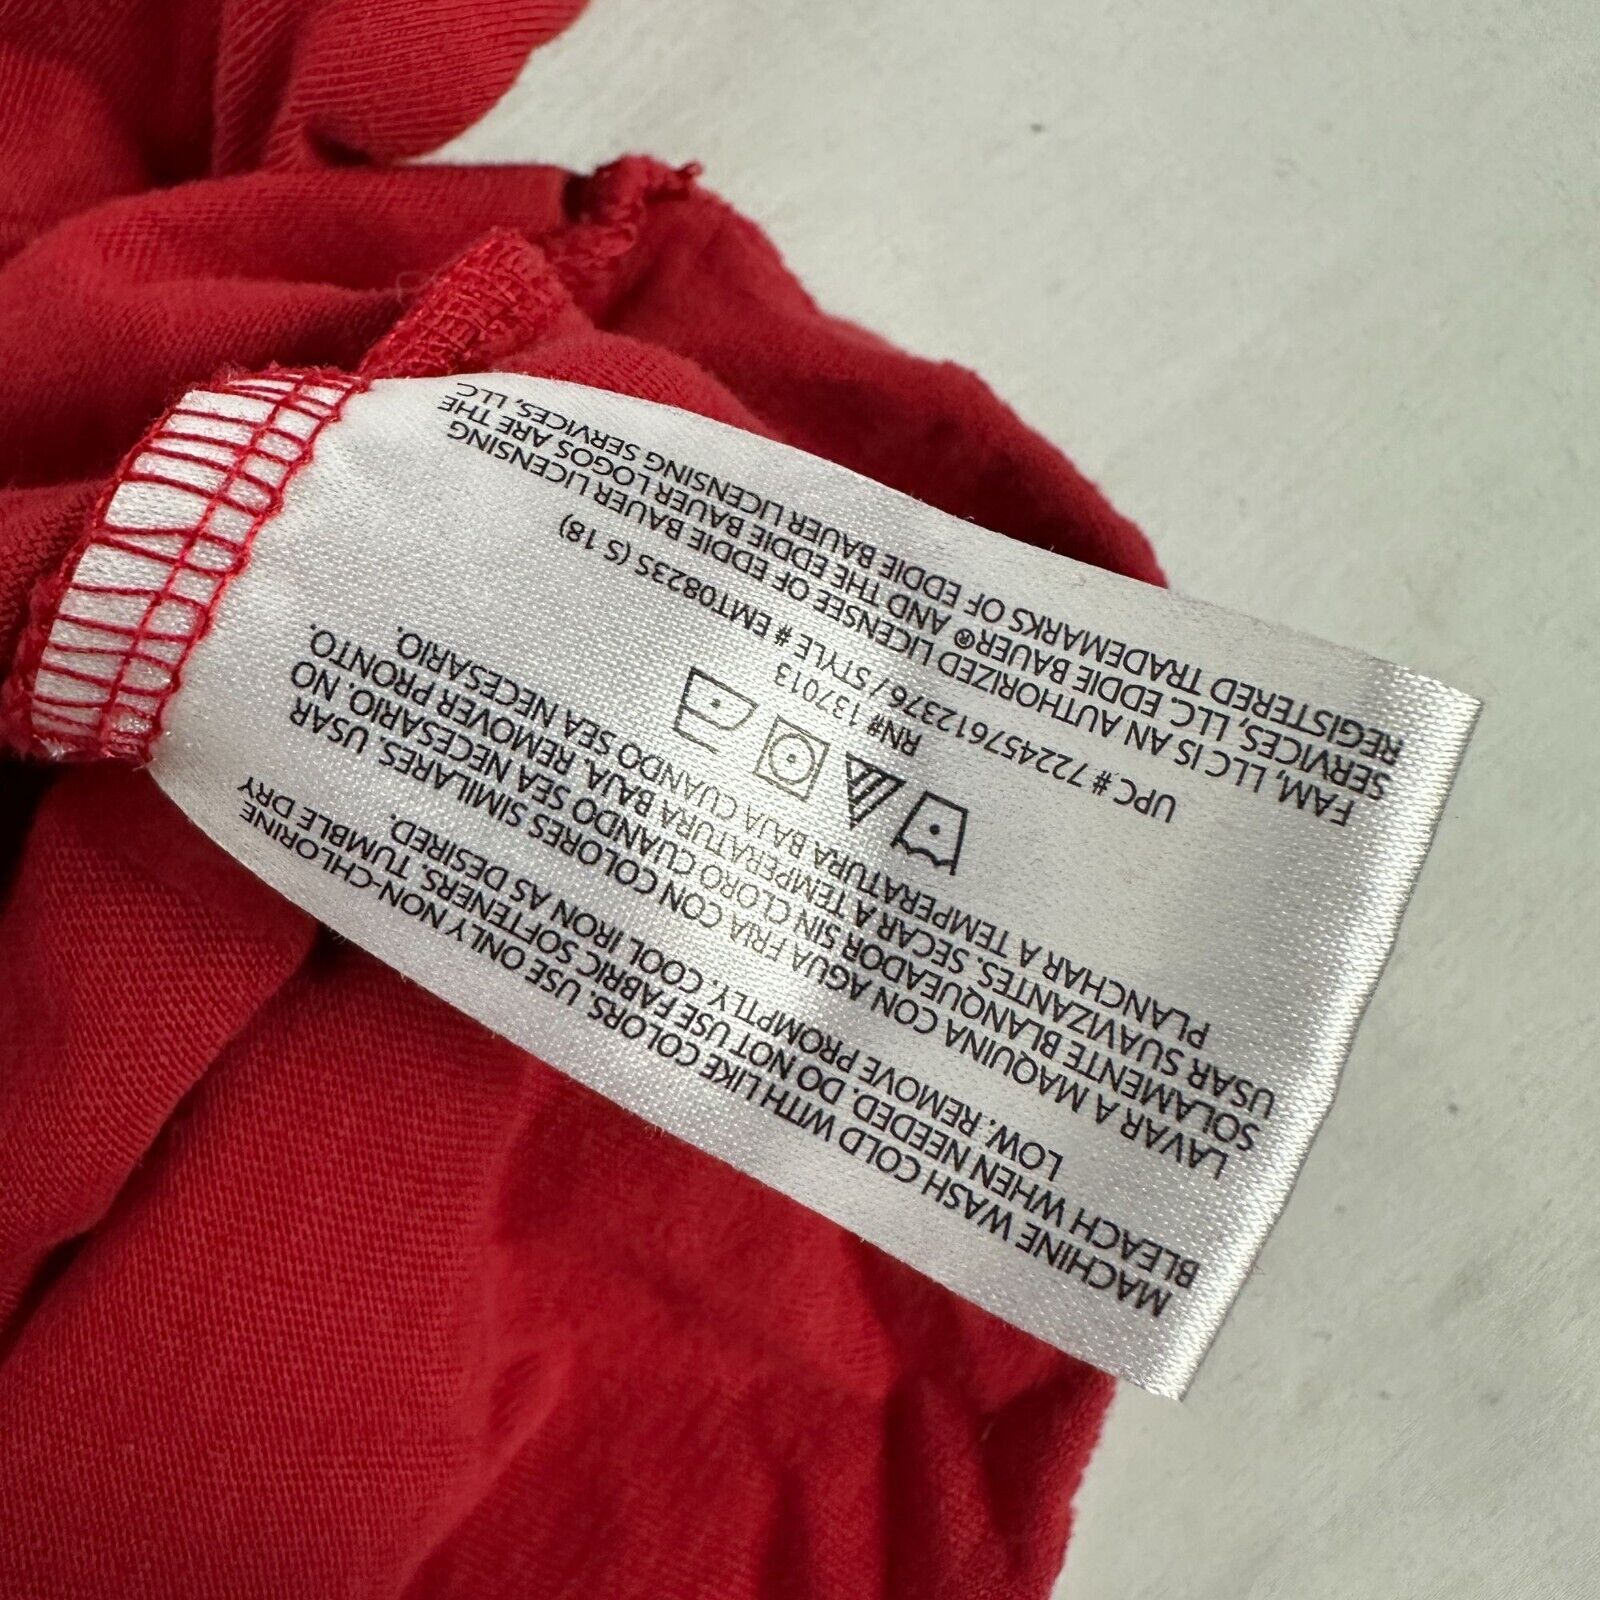 MACHINE WASH COLD WITH LIKE COLORS. USE ONLY NON-CHLORINE
BLEACH WHEN NEEDED. DO NOT USE FABRIC SOFTENERS. TUMBLE DRY
LOW. REMOVE PROMPTLY. COOL IRON AS DESIRED.
LAVAR A MAQUINA CON AGUA FRIA CON COLORES SIMILARES. USAR
SOLAMENTE BLANQUEADOR SIN CLORO CUANDO SEA NECESARIO. NO
USAR SUAVIZANTES. SECAR A TEMPERATURA BAJA. REMOVER PRONTO.
PLANCHAR A TEMPERATURA BAJA CUANDO SEA NECESARIO.
RN# 137013
UPC # 722457612376 / STYLE # EMT0823S (S 18)
FAM, LLC IS AN AUTHORIZED LICENSEE OF EDDIE BAUER LICENSING
SERVICES, LLC. EDDIE BAUER® AND THE EDDIE BAUER LOGOS ARE THE
REGISTERED TRADEMARKS OF EDDIE BAUER LICENSING SERVICES, LLC